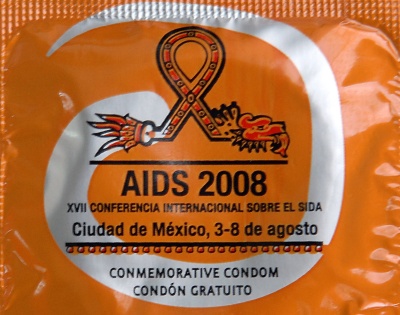 AIDS 2008
XVII CONFERENCIA INTERNACIONAL SOBRE EL SIDA
Ciudad de México, 3-8 de agosto
CONMEMORATIVE CONDOM
CONDÓN GRATUITO